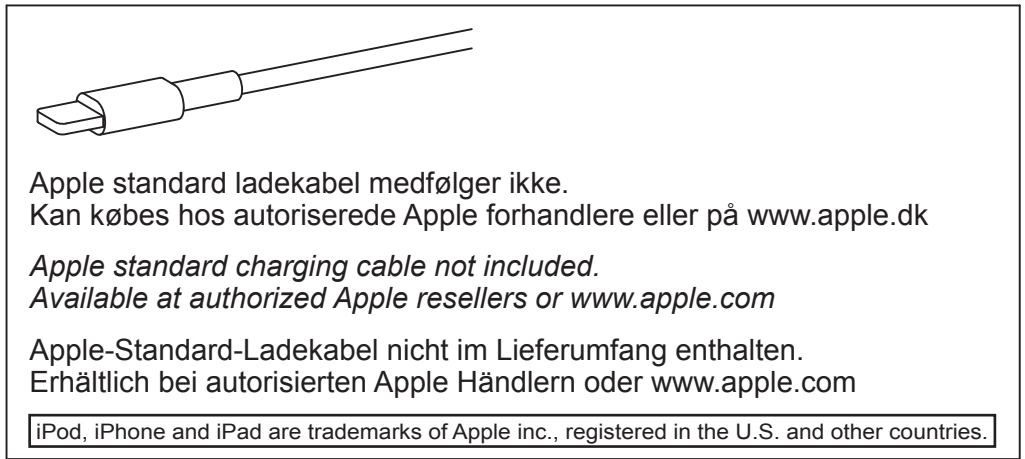 Apple standard ladekabel medfølger ikke.
Kan købes hos autoriserede Apple forhandlere eller på www.apple.dk
Apple standard charging cable not included.
Available at authorized Apple resellers or www.apple.com
Apple-Standard-Ladekabel nicht im Lieferumfang enthalten.
Erhältlich bei autorisierten Apple Händlern oder www.apple.com
iPod, iPhone and iPad are trademarks of Apple inc., registered in the U.S. and other countries.